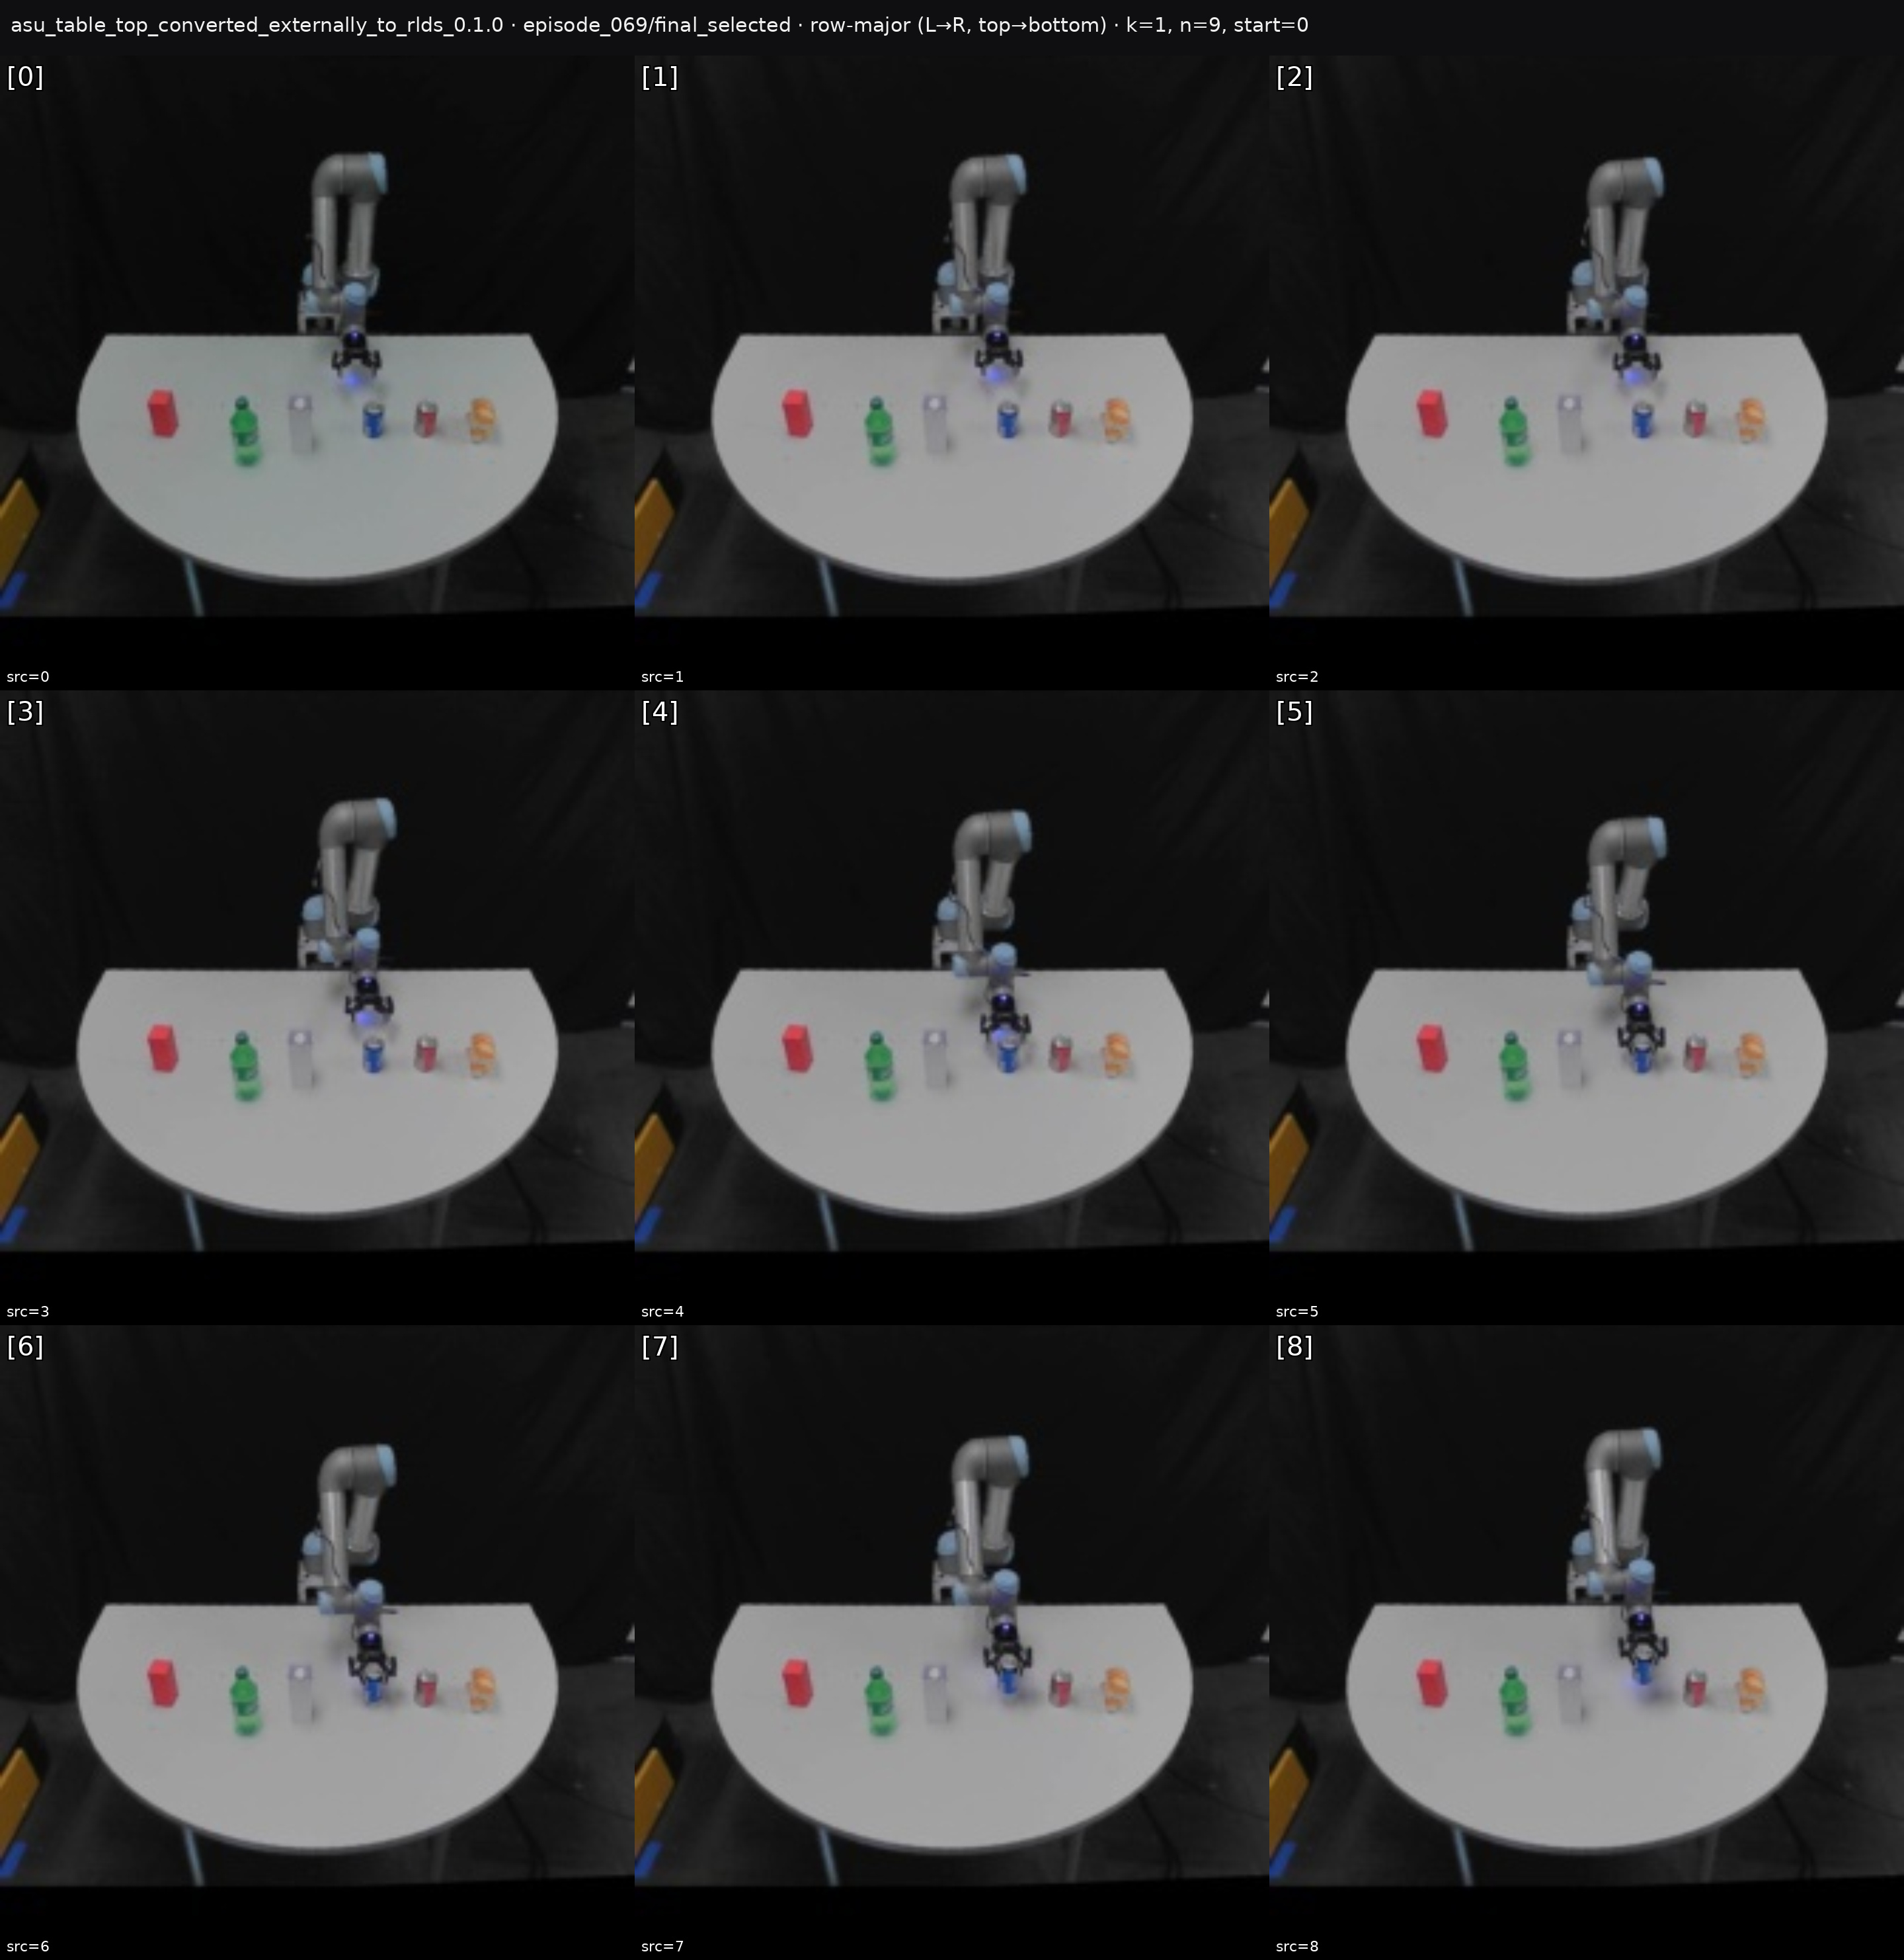 asu_table_top_converted_externally_to_rlds_0.1.0 · episode_069/final_selected · row-major (L→R, top→bottom) · k=1, n=9, start=0
[0]
[1]
[2]
src=0
src=1
src=2
[3]
[4]
[5]
src=3
src=4
src=5
[6]
[7]
[8]
src=6
src=7
src=8